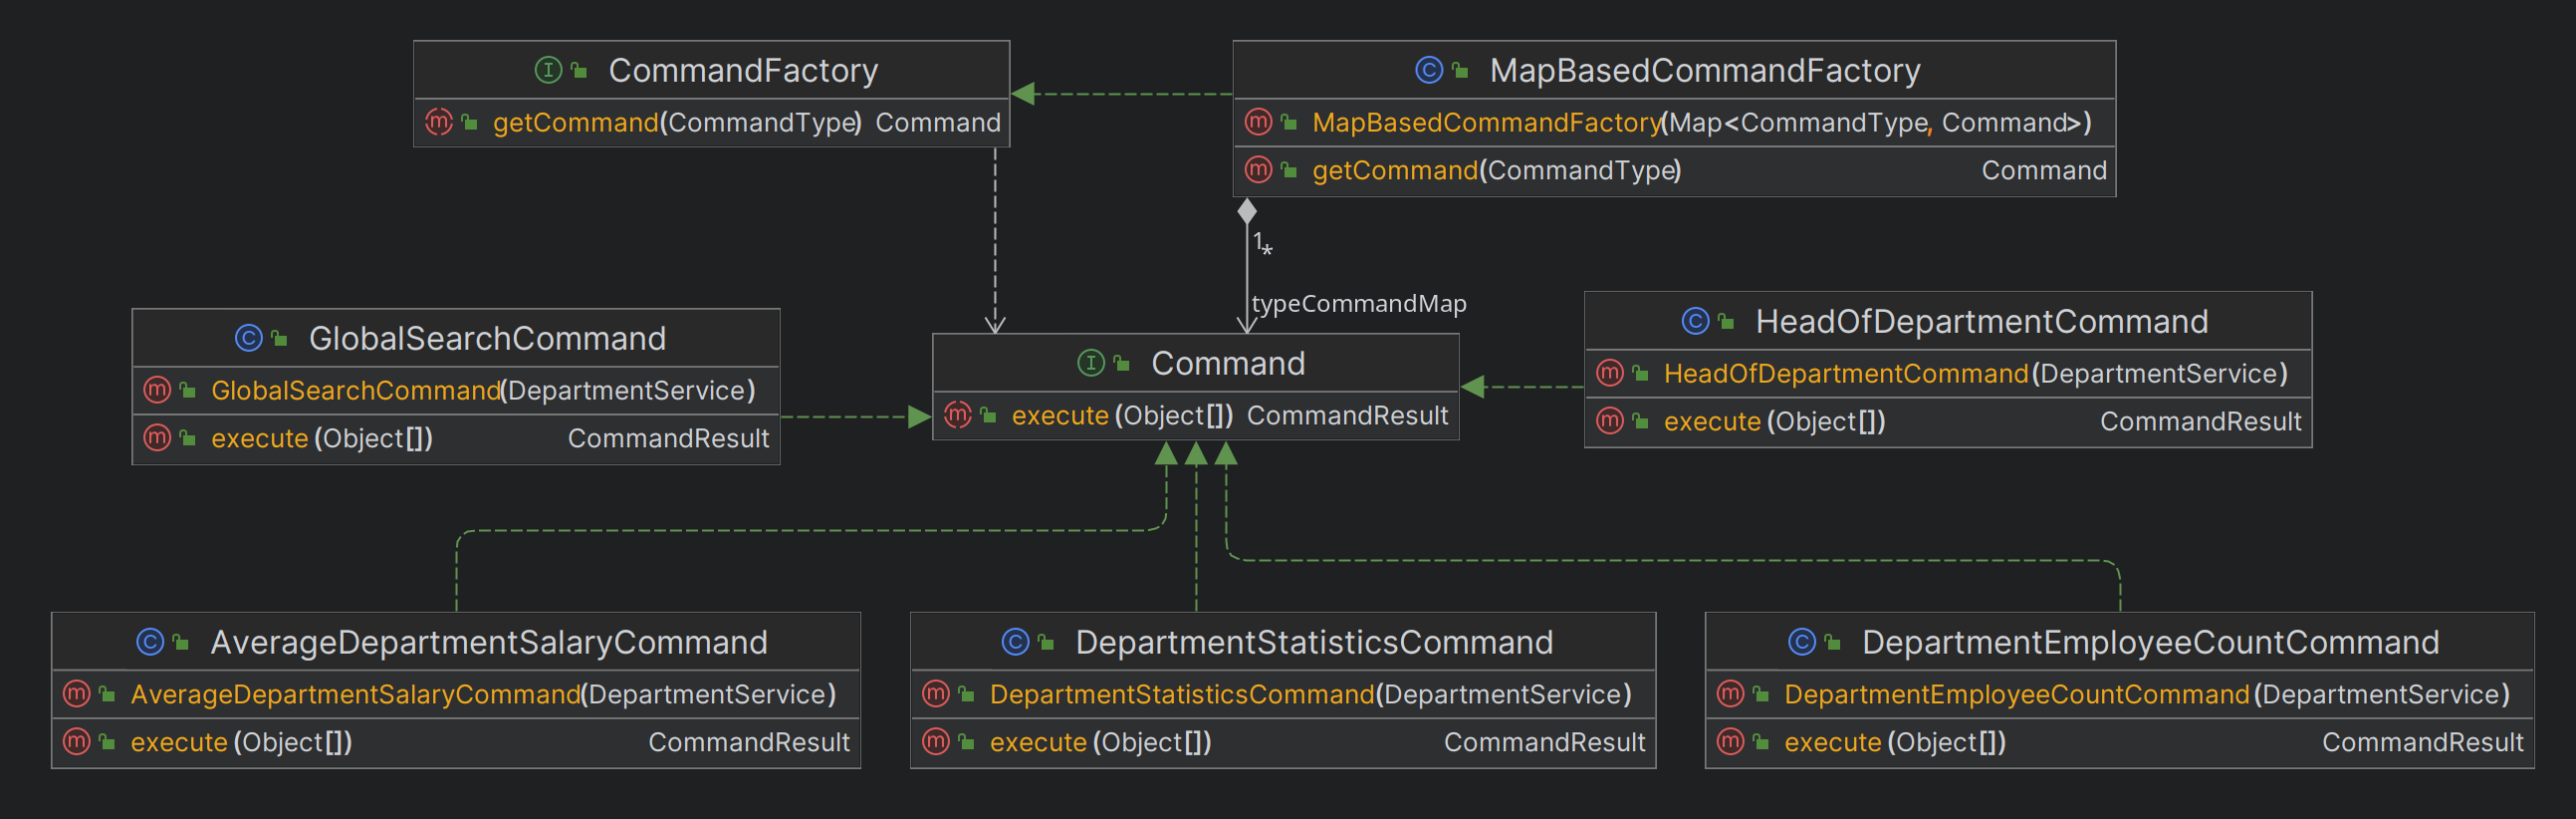 CommandFactory
getCommand(CommandType) Command
MapBasedCommandFactory
MapBasedCommandFactory(Map<CommandType, Command>)
getCommand(CommandType) Command
1
*
typeCommandMap
GlobalSearchCommand
GlobalSearchCommand(DepartmentService)
execute(Object[]) CommandResult
Command
execute(Object[]) CommandResult
HeadOfDepartmentCommand
HeadOfDepartmentCommand(DepartmentService)
execute(Object[]) CommandResult
AverageDepartmentSalaryCommand
AverageDepartmentSalaryCommand(DepartmentService)
execute(Object[]) CommandResult
DepartmentStatisticsCommand
DepartmentStatisticsCommand(DepartmentService)
execute(Object[]) CommandResult
DepartmentEmployeeCountCommand
DepartmentEmployeeCountCommand(DepartmentService)
execute(Object[]) CommandResult